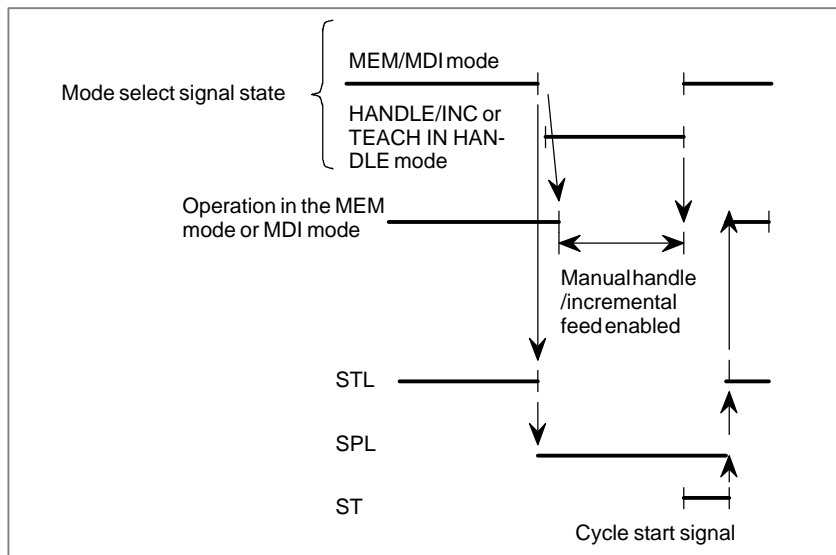 MEM/MDI mode
Mode select signal state
HANDLE/INC or
TEACH IN HAN-
DLE mode
Operation in the MEM
mode or MDI mode
Manual handle
/incremental
feed enabled
STL
SPL
ST
Cycle start signal